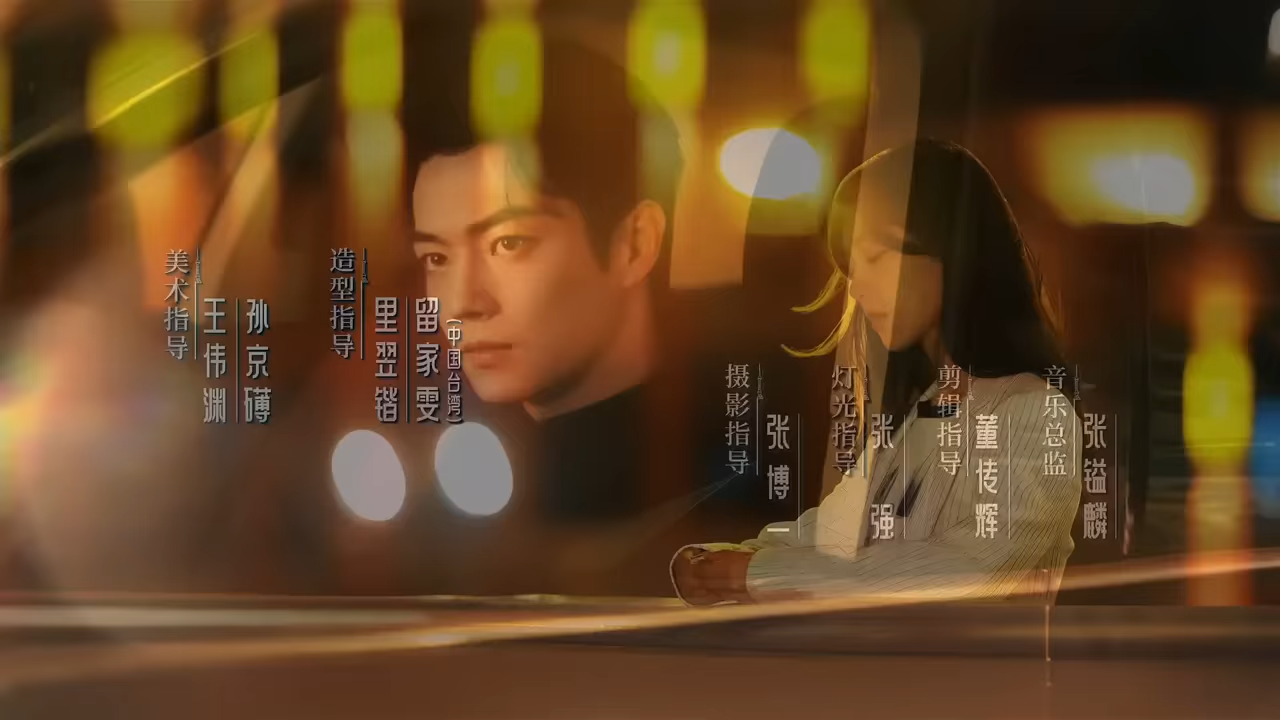 美术指导
王伟渊
孙京礴
造型指导
里翌锴
留家雯
(中国台湾)
摄影指导
张博一
灯光指导
张强
剪辑指导
董传辉
音乐总监
张镒麟